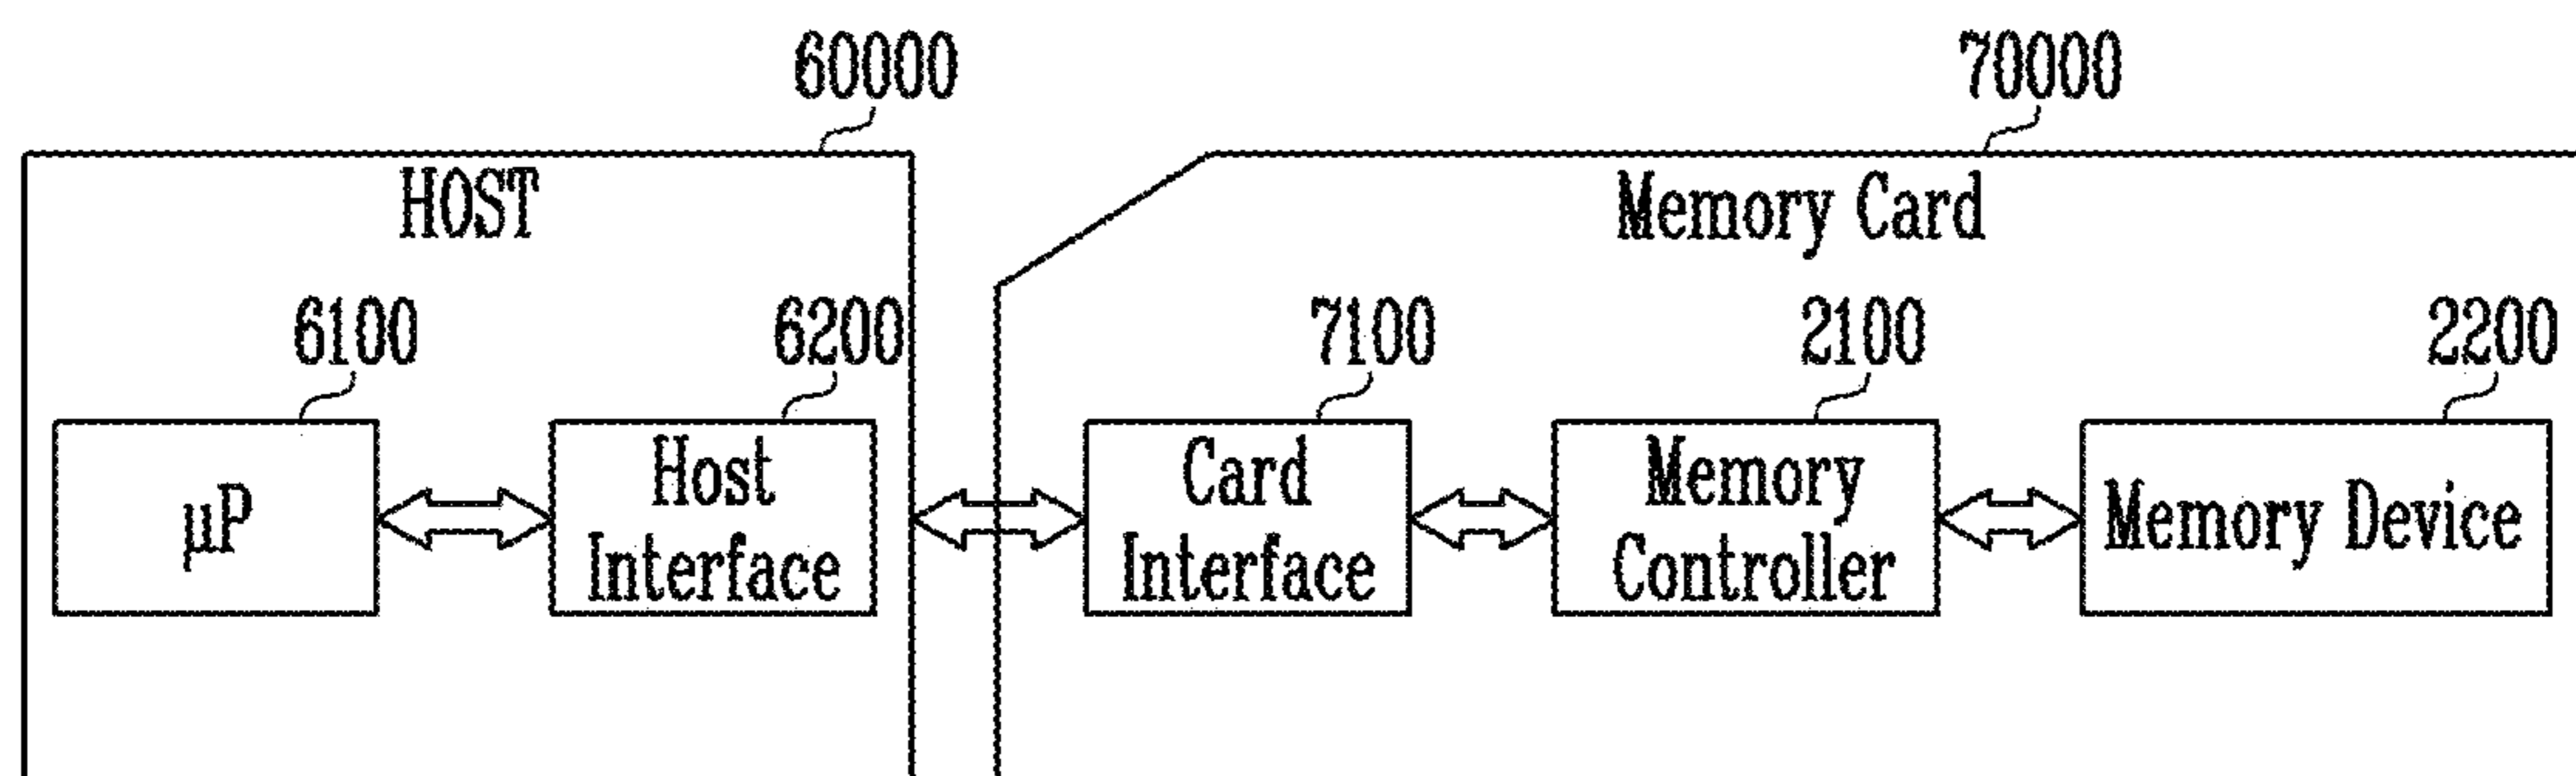 60000
70000
HOST
Memory Card
6100
6200
7100
2100
2200
μP
Host
Interface
Card
Interface
Memory
Controller
Memory Device